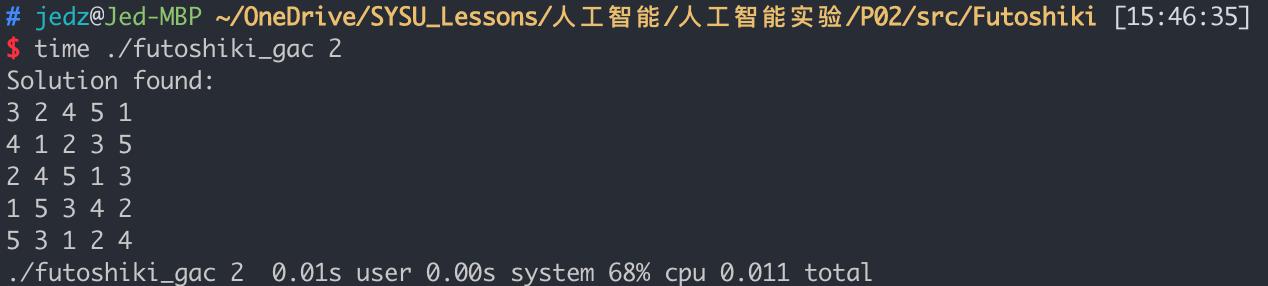 # jedz@Jed-MBP ~/OneDrive/SYSU_Lessons/人工智能/人工智能实验/P02/src/Futoshiki [15:46:35]
$ time ./futoshiki_gac 2
Solution found:
3 2 4 5 1
4 1 2 3 5
2 4 5 1 3
1 5 3 4 2
5 3 1 2 4
./futoshiki_gac 2  0.01s user 0.00s system 68% cpu 0.011 total